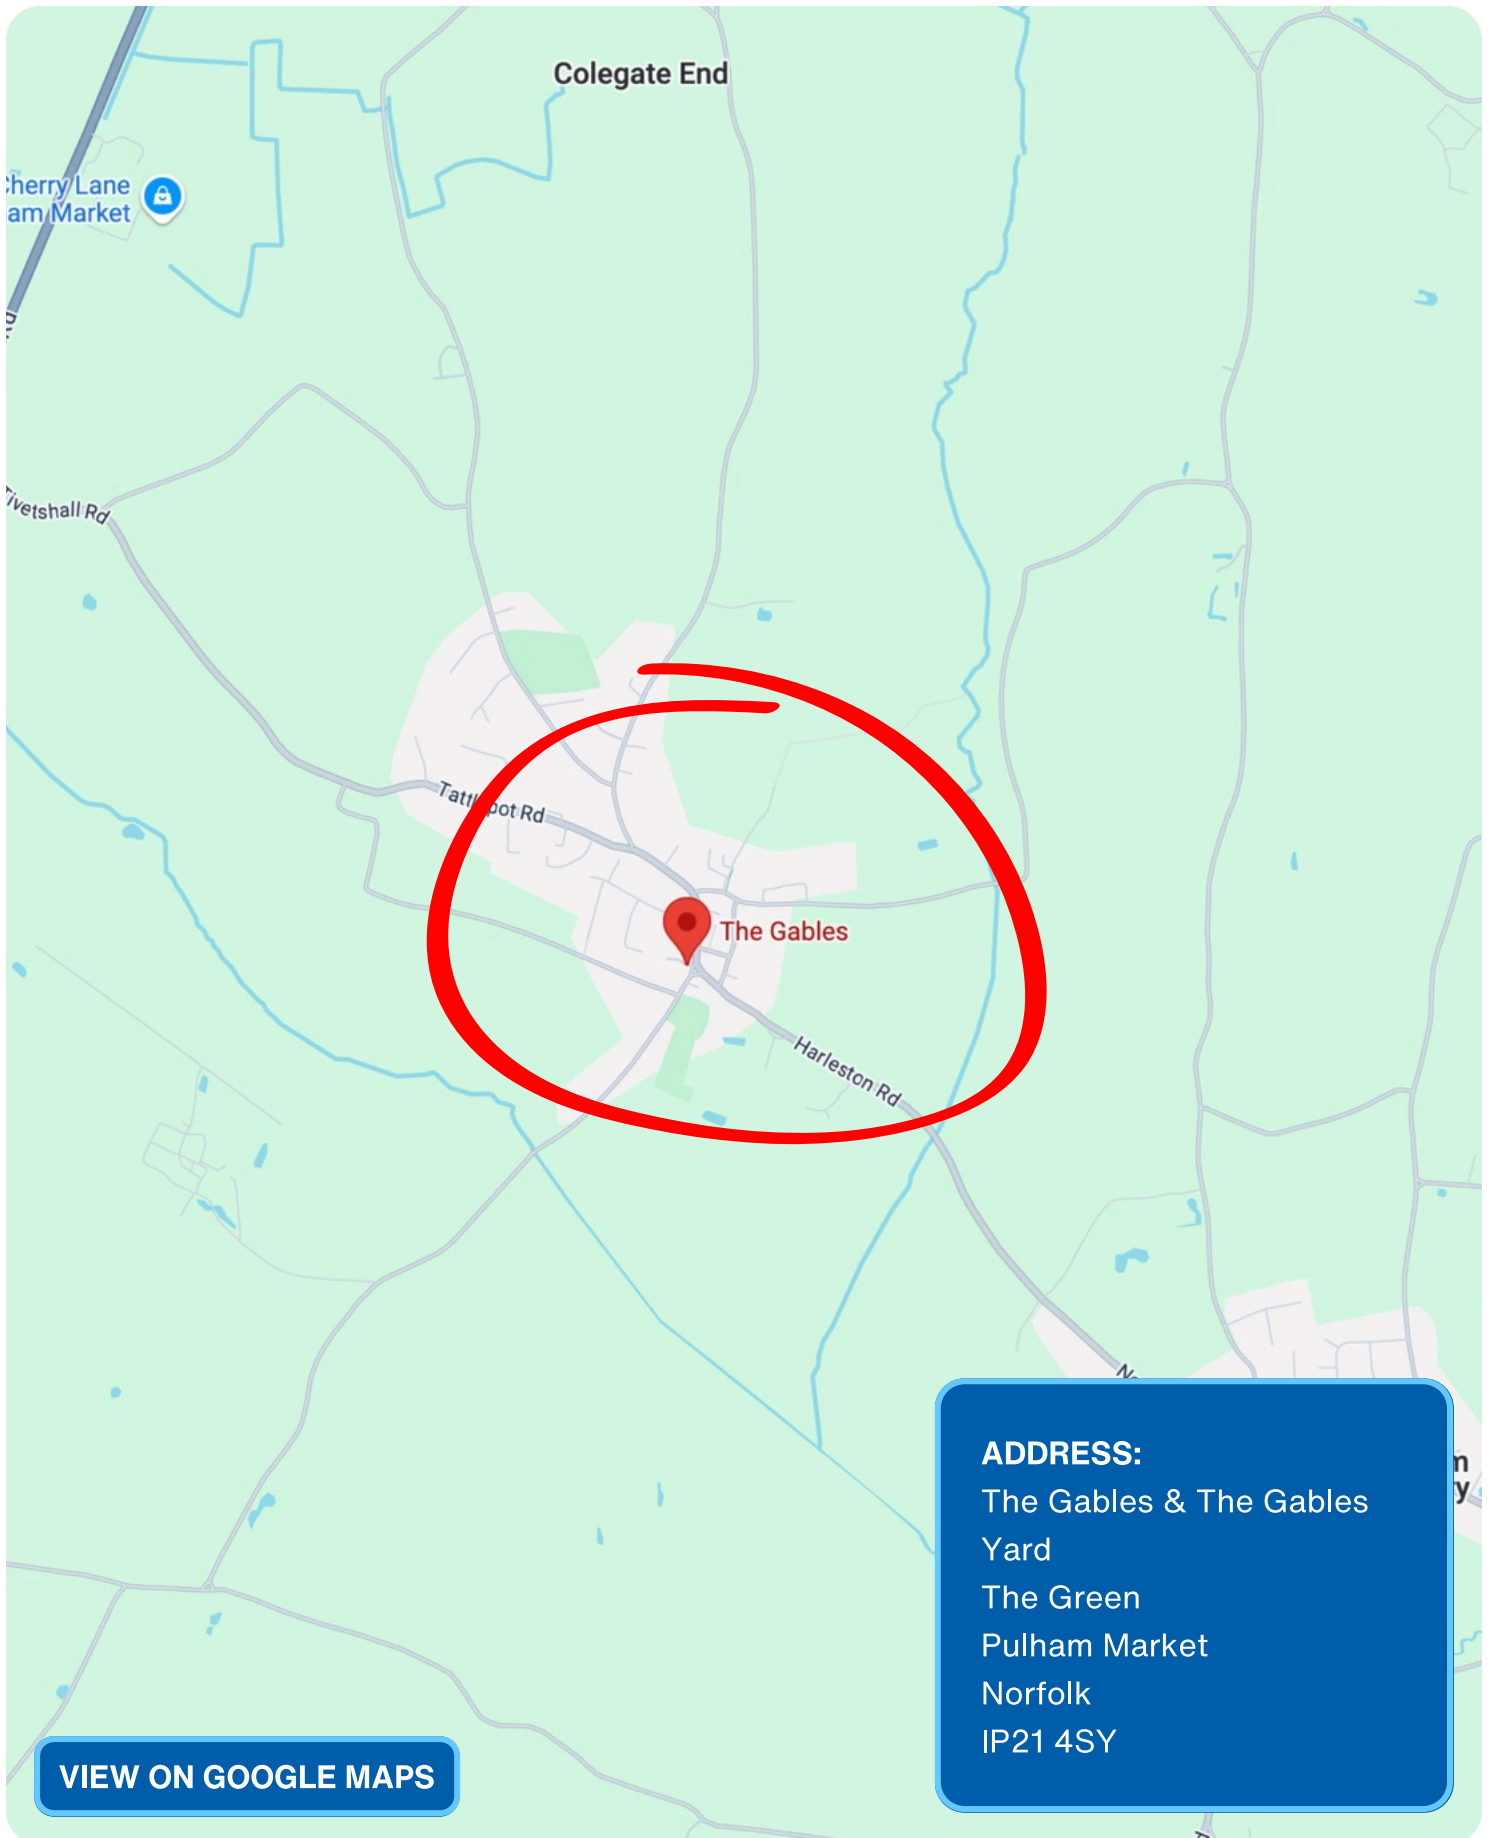 Colegate End
Cherry Lane
am Market
Rd
Tivetshall Rd
Tattlepot Rd
The Gables
Harleston Rd
ADDRESS:
The Gables & The Gables
Yard
The Green
Pulham Market
Norfolk
IP21 4SY
VIEW ON GOOGLE MAPS